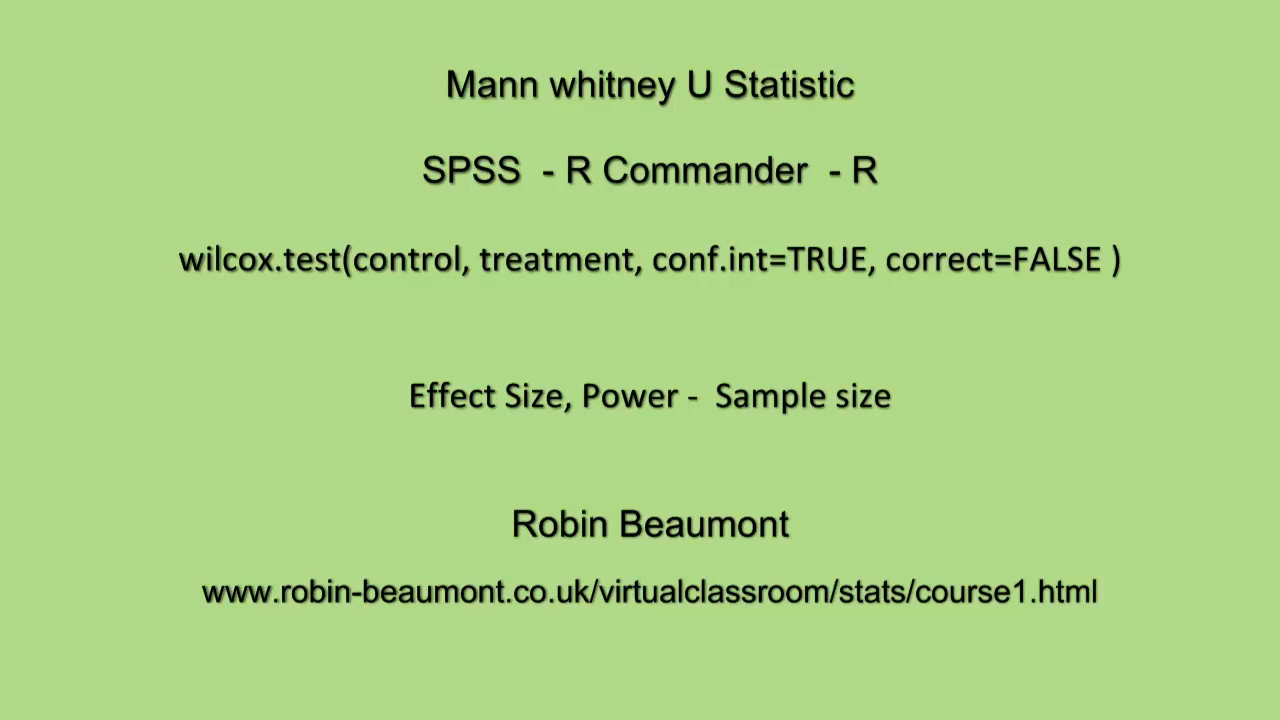 Mann whitney U Statistic
SPSS  - R Commander  - R
wilcox.test(control, treatment, conf.int=TRUE, correct=FALSE )
Effect Size, Power -  Sample size
Robin Beaumont
www.robin-beaumont.co.uk/virtualclassroom/stats/course1.html